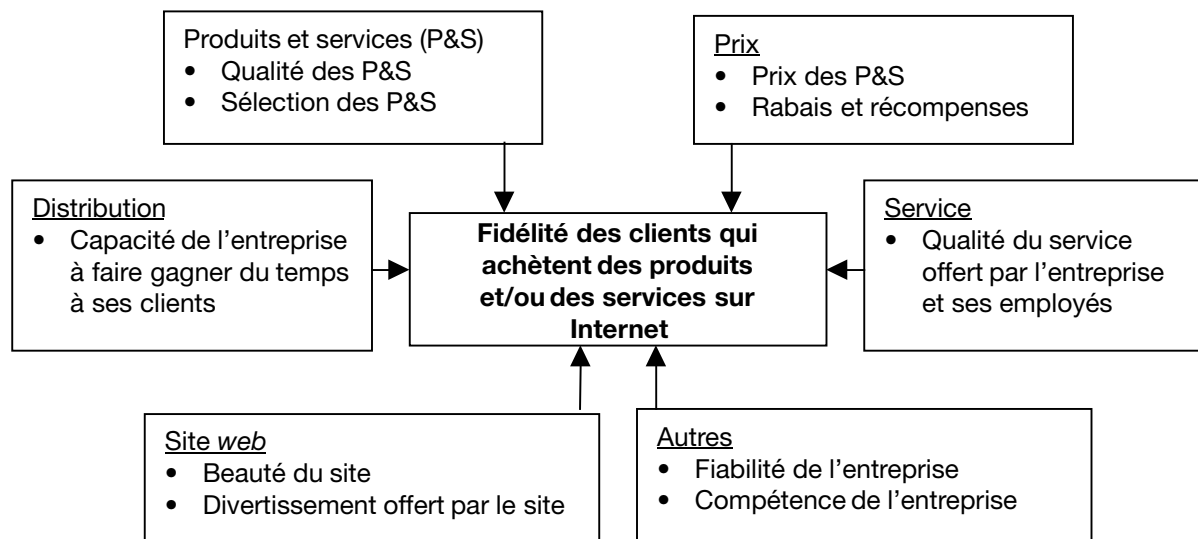 Produits et services (P&S)
• Qualité des P&S
• Sélection des P&S
Prix
• Prix des P&S
• Rabais et récompenses
Distribution
• Capacité de l'entreprise
à faire gagner du temps
à ses clients
Fidélité des clients qui
achètent des produits
et/ou des services sur
Internet
Service
• Qualité du service
offert par l'entreprise
et ses employés
Site web
• Beauté du site
• Divertissement offert par le site
Autres
• Fiabilité de l'entreprise
• Compétence de l'entreprise